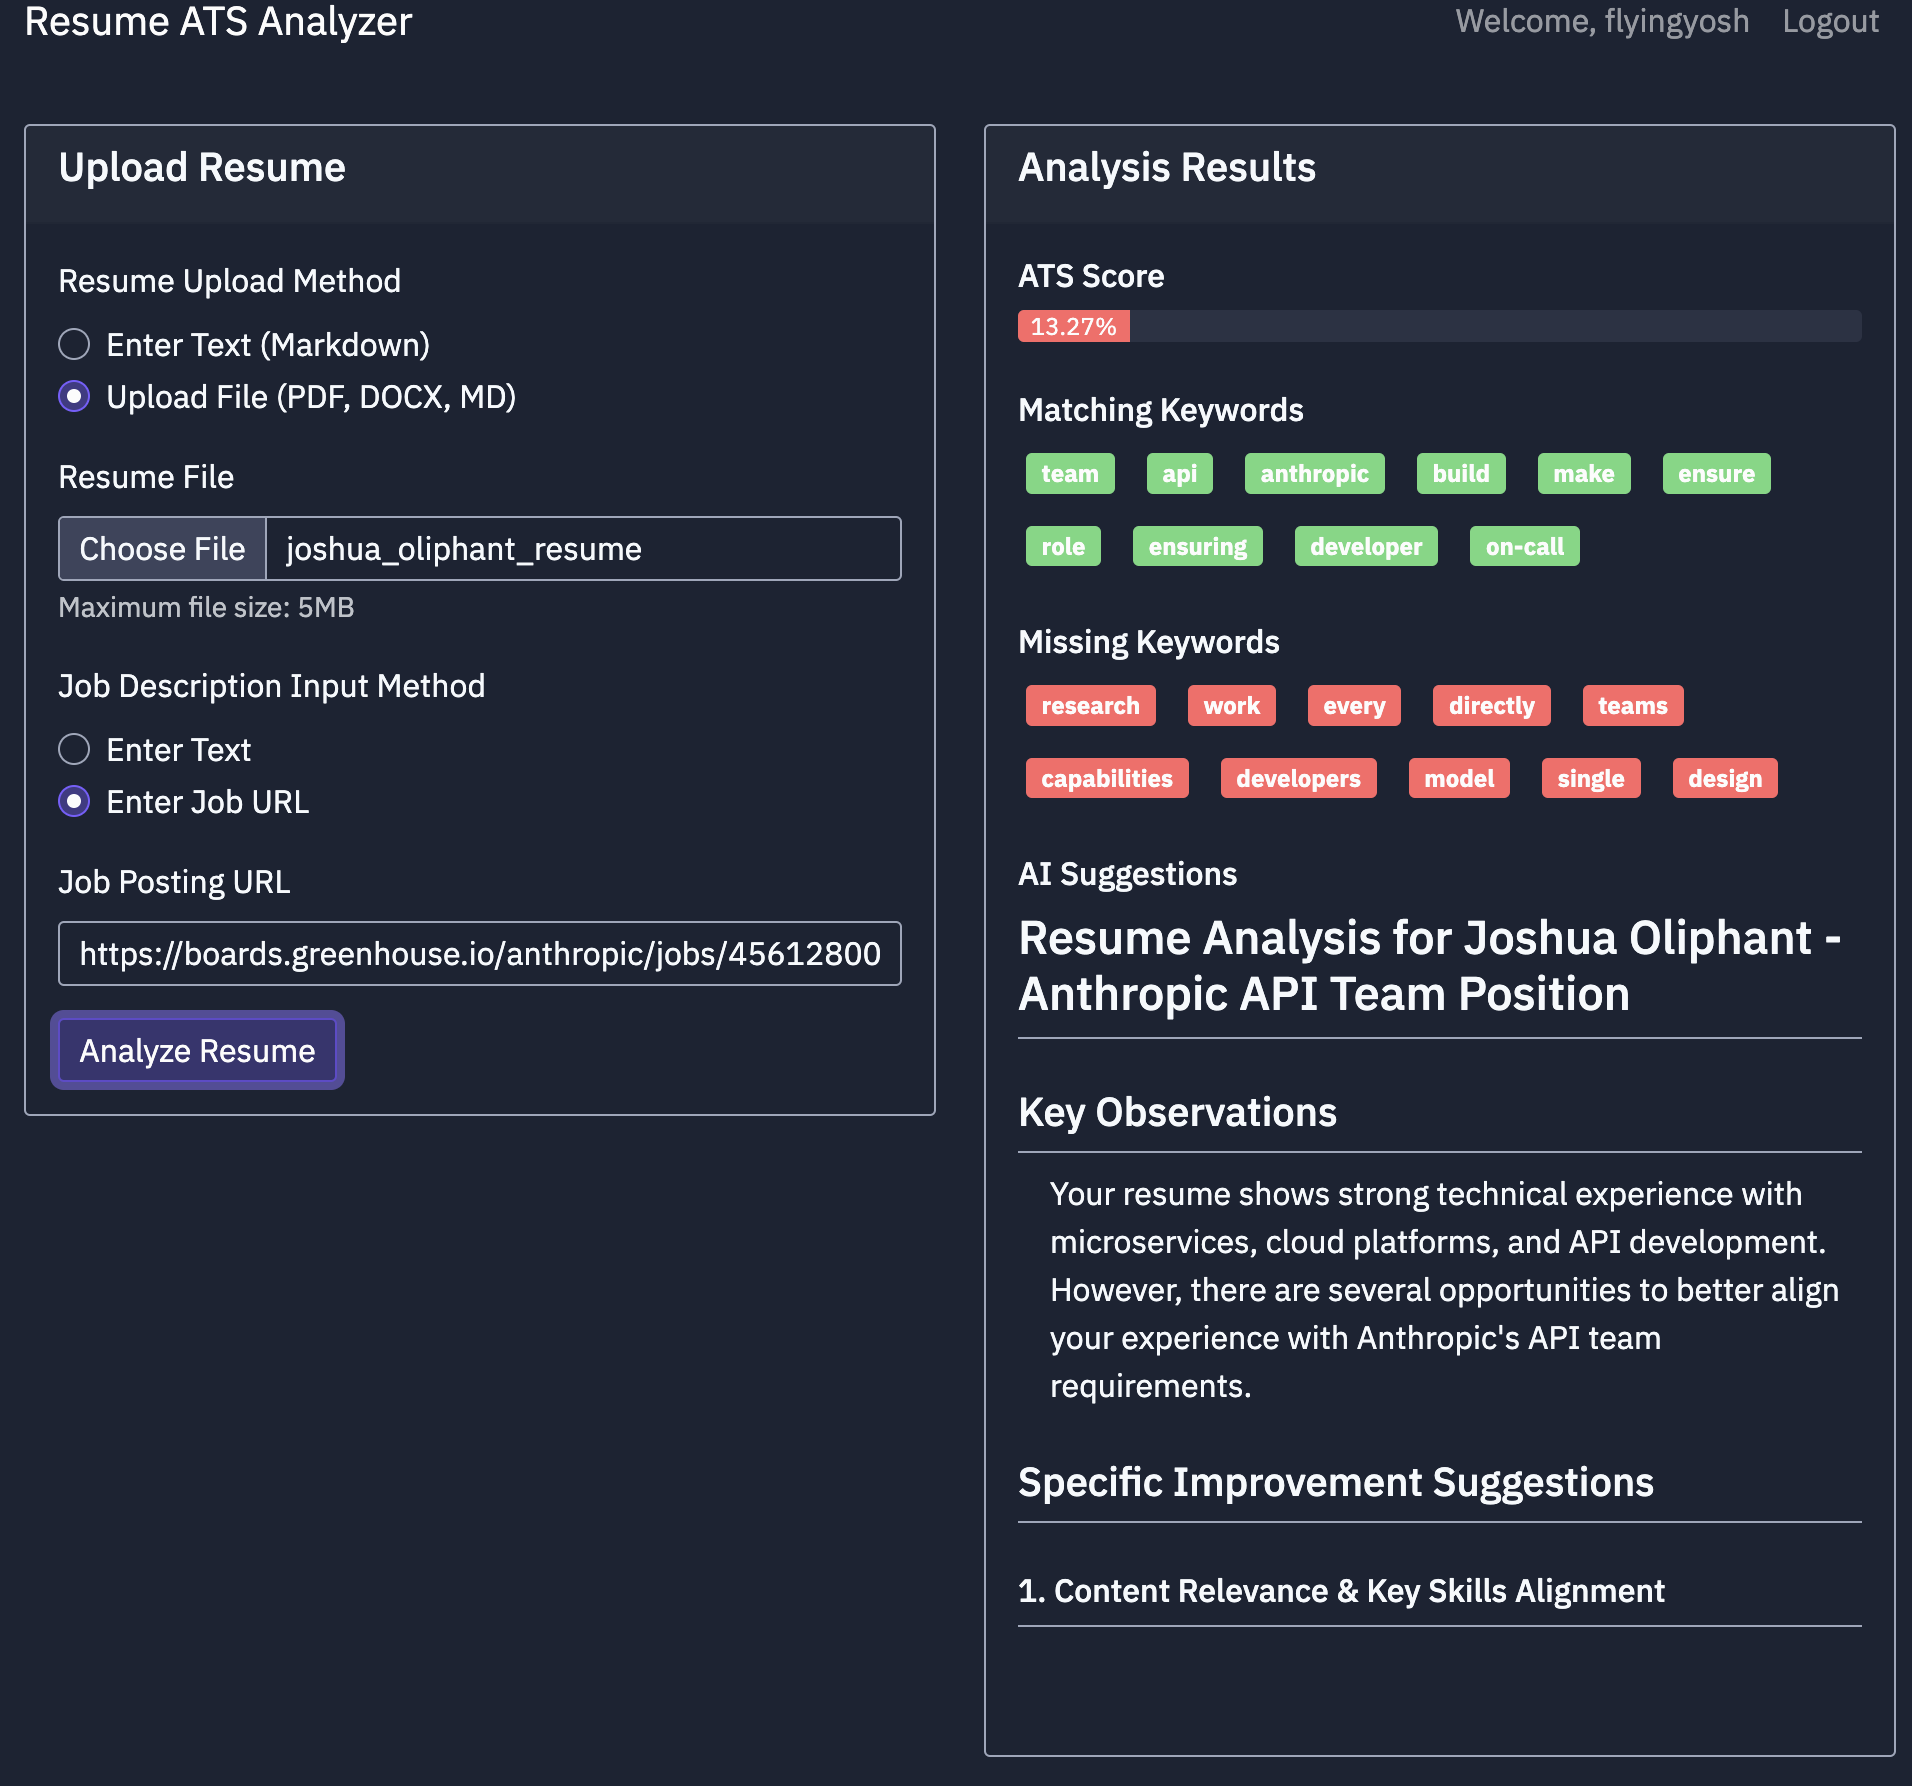 Resume ATS Analyzer
Welcome, flyingyosh Logout
Upload Resume
Resume Upload Method
Enter Text (Markdown)
Upload File (PDF, DOCX, MD)
Resume File
Choose File joshua_oliphant_resume
Maximum file size: 5MB
Job Description Input Method
Enter Text
Enter Job URL
Job Posting URL
https://boards.greenhouse.io/anthropic/jobs/45612800
Analyze Resume
Analysis Results
ATS Score
13.27%
Matching Keywords
team api anthropic build make ensure
role ensuring developer on-call
Missing Keywords
research work every directly teams
capabilities developers model single design
AI Suggestions
Resume Analysis for Joshua Oliphant -
Anthropic API Team Position
Key Observations
Your resume shows strong technical experience with
microservices, cloud platforms, and API development.
However, there are several opportunities to better align
your experience with Anthropic's API team
requirements.
Specific Improvement Suggestions
1. Content Relevance & Key Skills Alignment